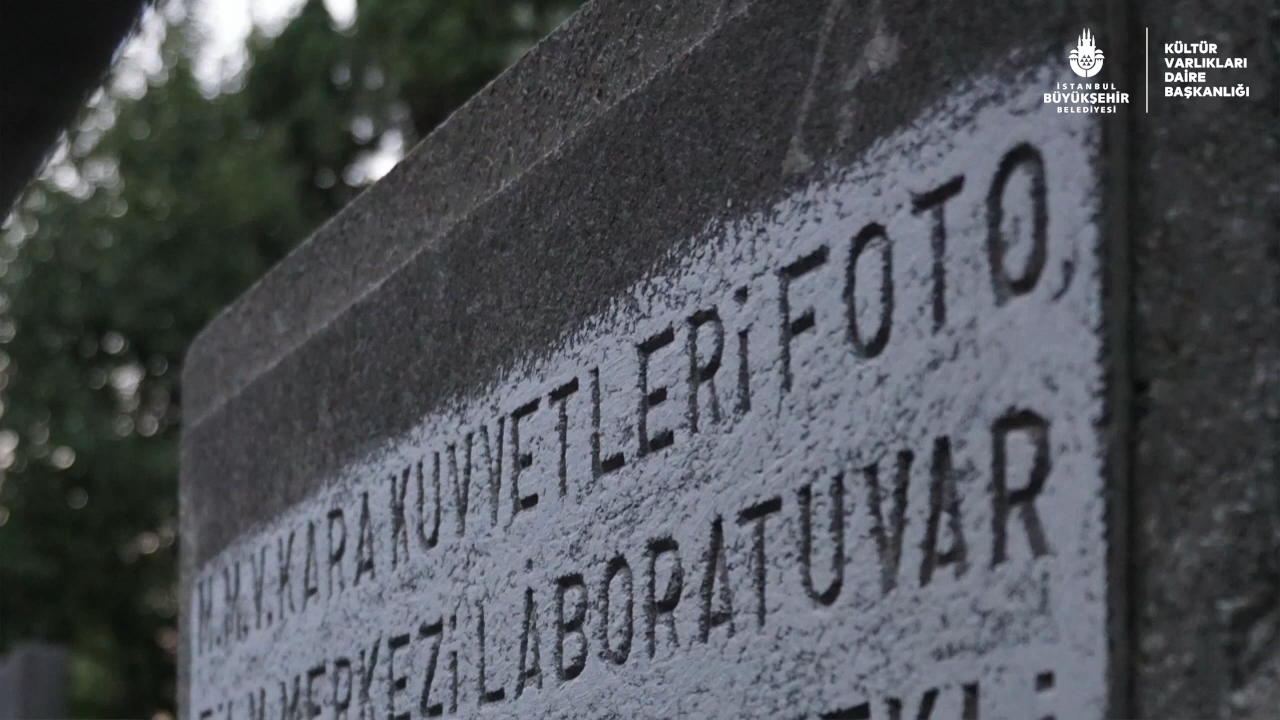 İSTANBUL
BÜYÜKŞEHİR
BELEDİYESİ
KÜLTÜR
VARLIKLARI
DAİRE
BAŞKANLIĞI
KARA KUVVETLERİ FOTO,
MERKEZİ LABORATUVAR